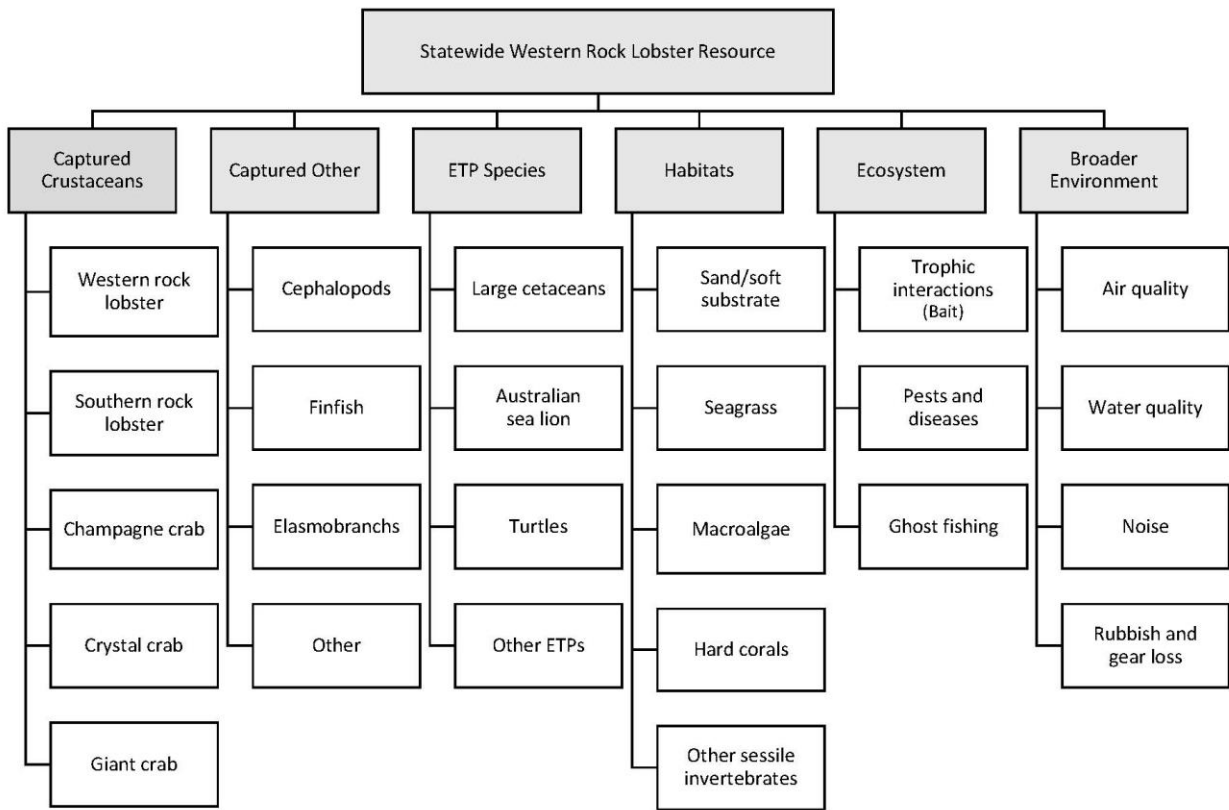 Statewide Western Rock Lobster Resource
Captured
Crustaceans
Captured Other
ETP Species
Habitats
Ecosystem
Broader
Environment
Western rock
lobster
Southern rock
lobster
Champagne crab
Crystal crab
Giant crab
Cephalopods
Finfish
Elasmobranchs
Other
Large cetaceans
Australian
sea lion
Turtles
Other ETPs
Sand/soft
substrate
Seagrass
Macroalgae
Hard corals
Other sessile
invertebrates
Trophic
interactions
(Bait)
Pests and
diseases
Ghost fishing
Air quality
Water quality
Noise
Rubbish and
gear loss